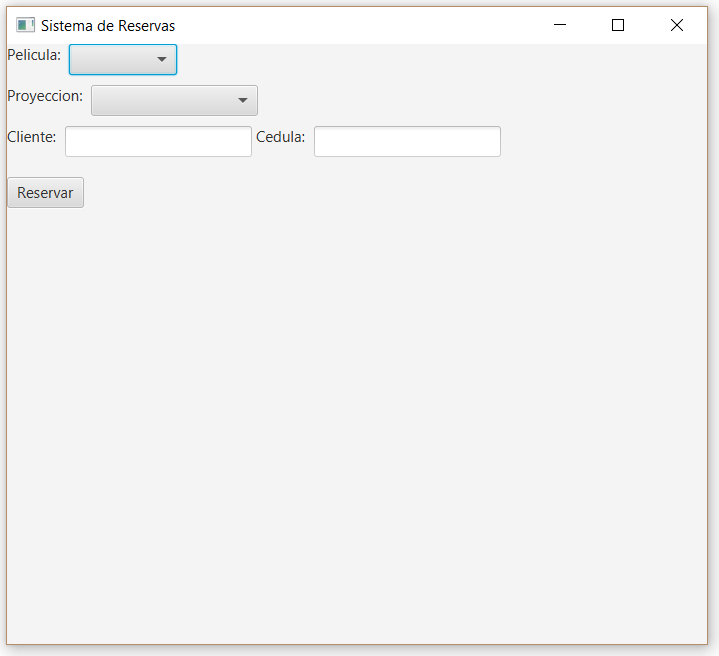 Sistema de Reservas
Pelicula:
Proyeccion:
Cliente: Cedula:
Reservar